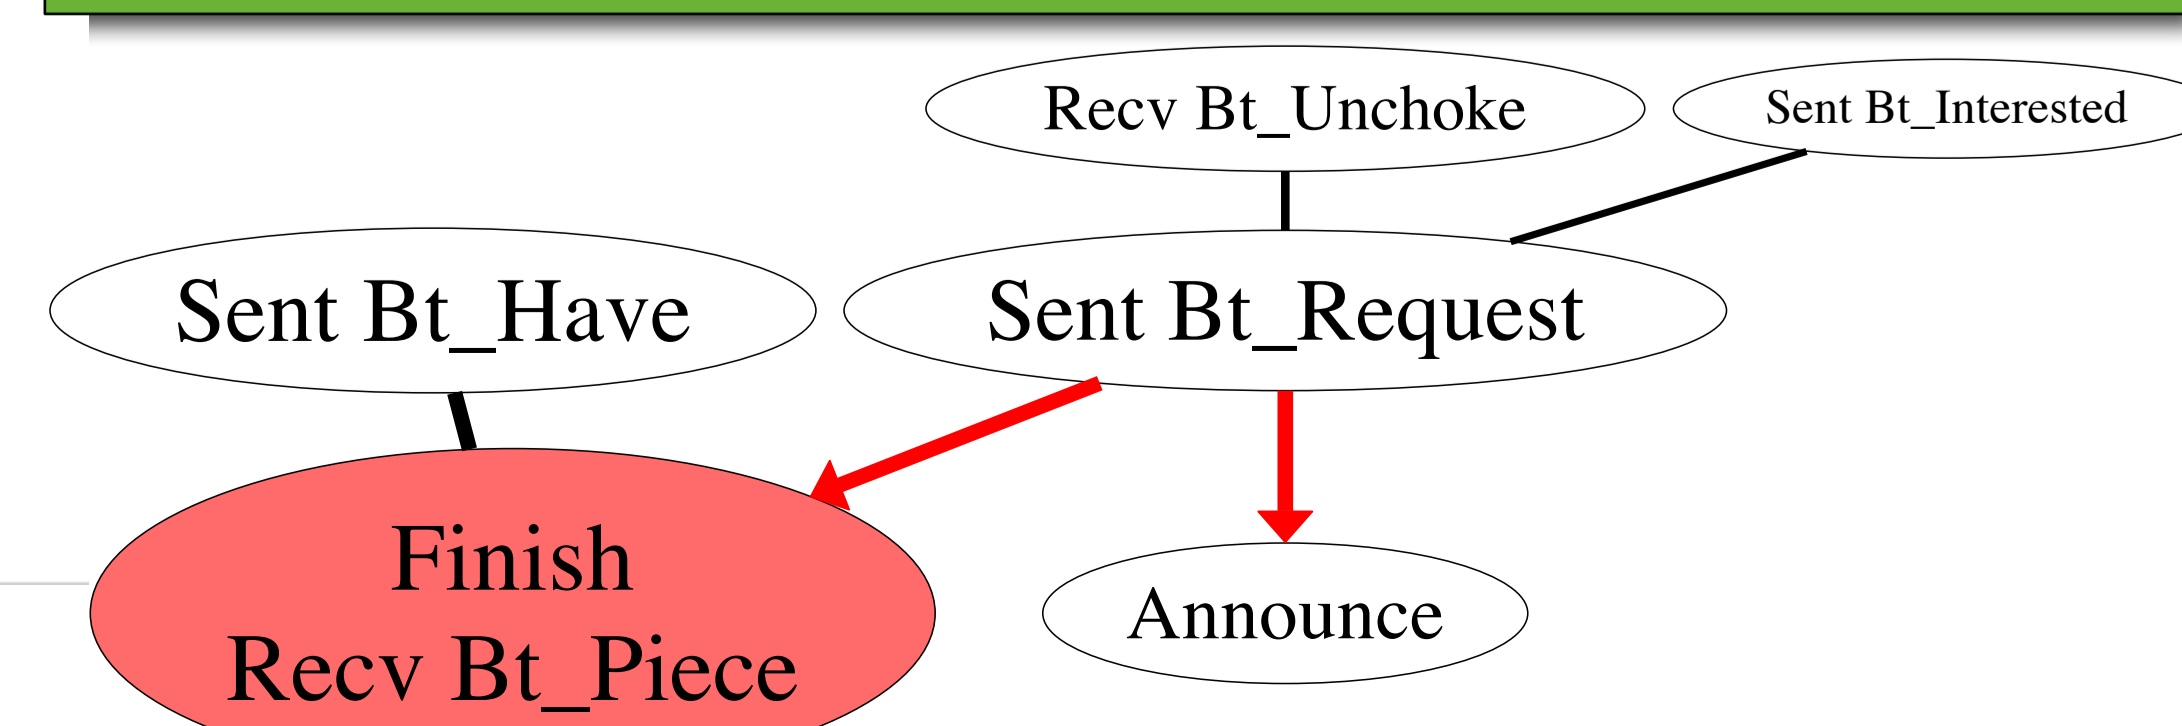 Recv Bt_Unchoke
Sent Bt_Interested
Sent Bt_Have
Sent Bt_Request
Finish
Recv Bt_Piece
Announce